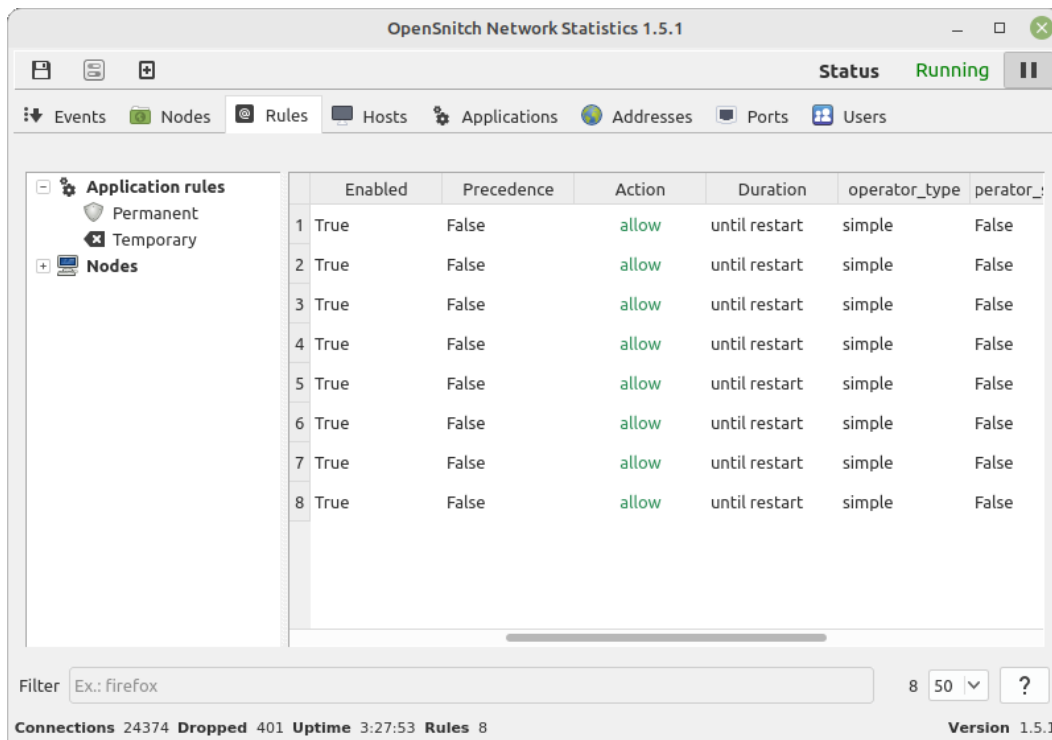 OpenSnitch Network Statistics 1.5.1
Status Running
Events Nodes Rules Hosts Applications Addresses Ports Users
Application rules
Permanent
Temporary
Nodes
Enabled Precedence Action Duration operator_type perator_s
1 True False allow until restart simple False
2 True False allow until restart simple False
3 True False allow until restart simple False
4 True False allow until restart simple False
5 True False allow until restart simple False
6 True False allow until restart simple False
7 True False allow until restart simple False
8 True False allow until restart simple False
Filter Ex.: firefox 8 50 ?
Connections 24374 Dropped 401 Uptime 3:27:53 Rules 8 Version 1.5.1